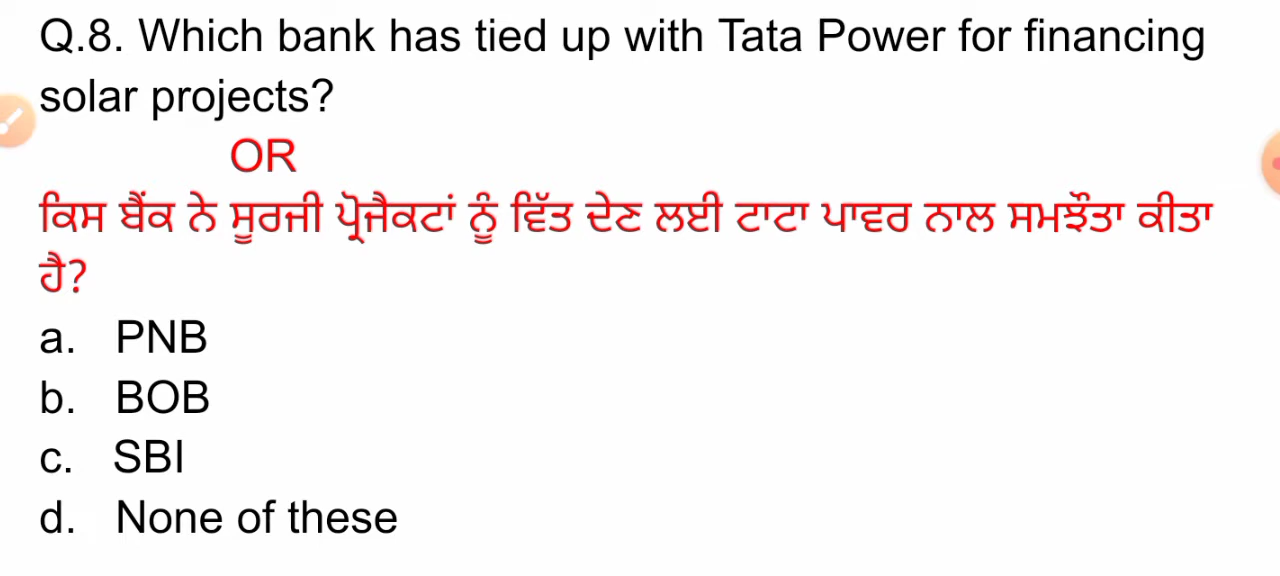 Q.8. Which bank has tied up with Tata Power for financing
solar projects?
OR
ਕਿਸ ਬੈਂਕ ਨੇ ਸੂਰਜੀ ਪ੍ਰੋਜੈਕਟਾਂ ਨੂੰ ਵਿੱਤ ਦੇਣ ਲਈ ਟਾਟਾ ਪਾਵਰ ਨਾਲ ਸਮਝੌਤਾ ਕੀਤਾ
ਹੈ?
a. PNB
b. BOB
c. SBI
d. None of these